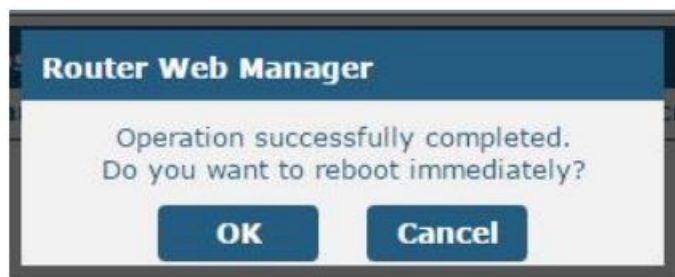 Router Web Manager
Operation successfully completed.
Do you want to reboot immediately?
OK Cancel